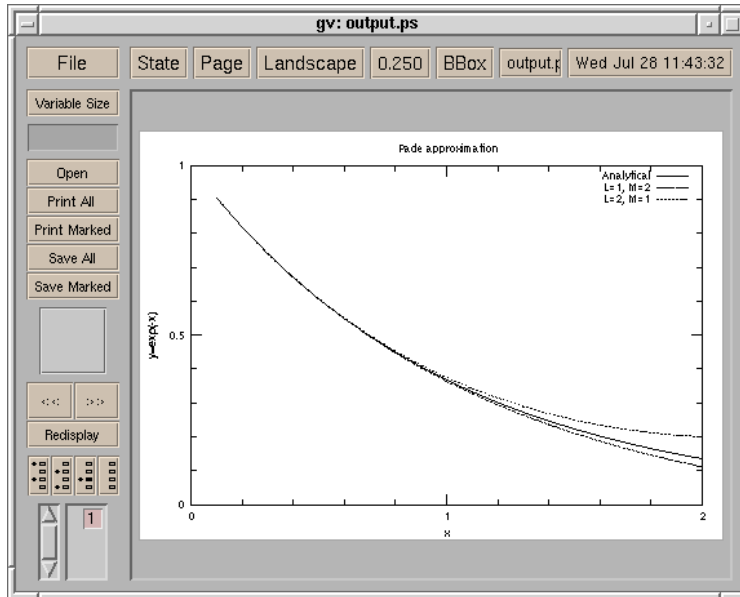 gv: output.ps
File
State
Page
Landscape
0.250
BBox
output.p
Wed Jul 28 11:43:32
Variable Size
Open
Print All
Print Marked
Save All
Save Marked
<<
>>
Redisplay
1
Pade approximation
Analytical
L=1, M=2
L=2, M=1
1
0.5
0
y=exp(-x)
0
1
2
x